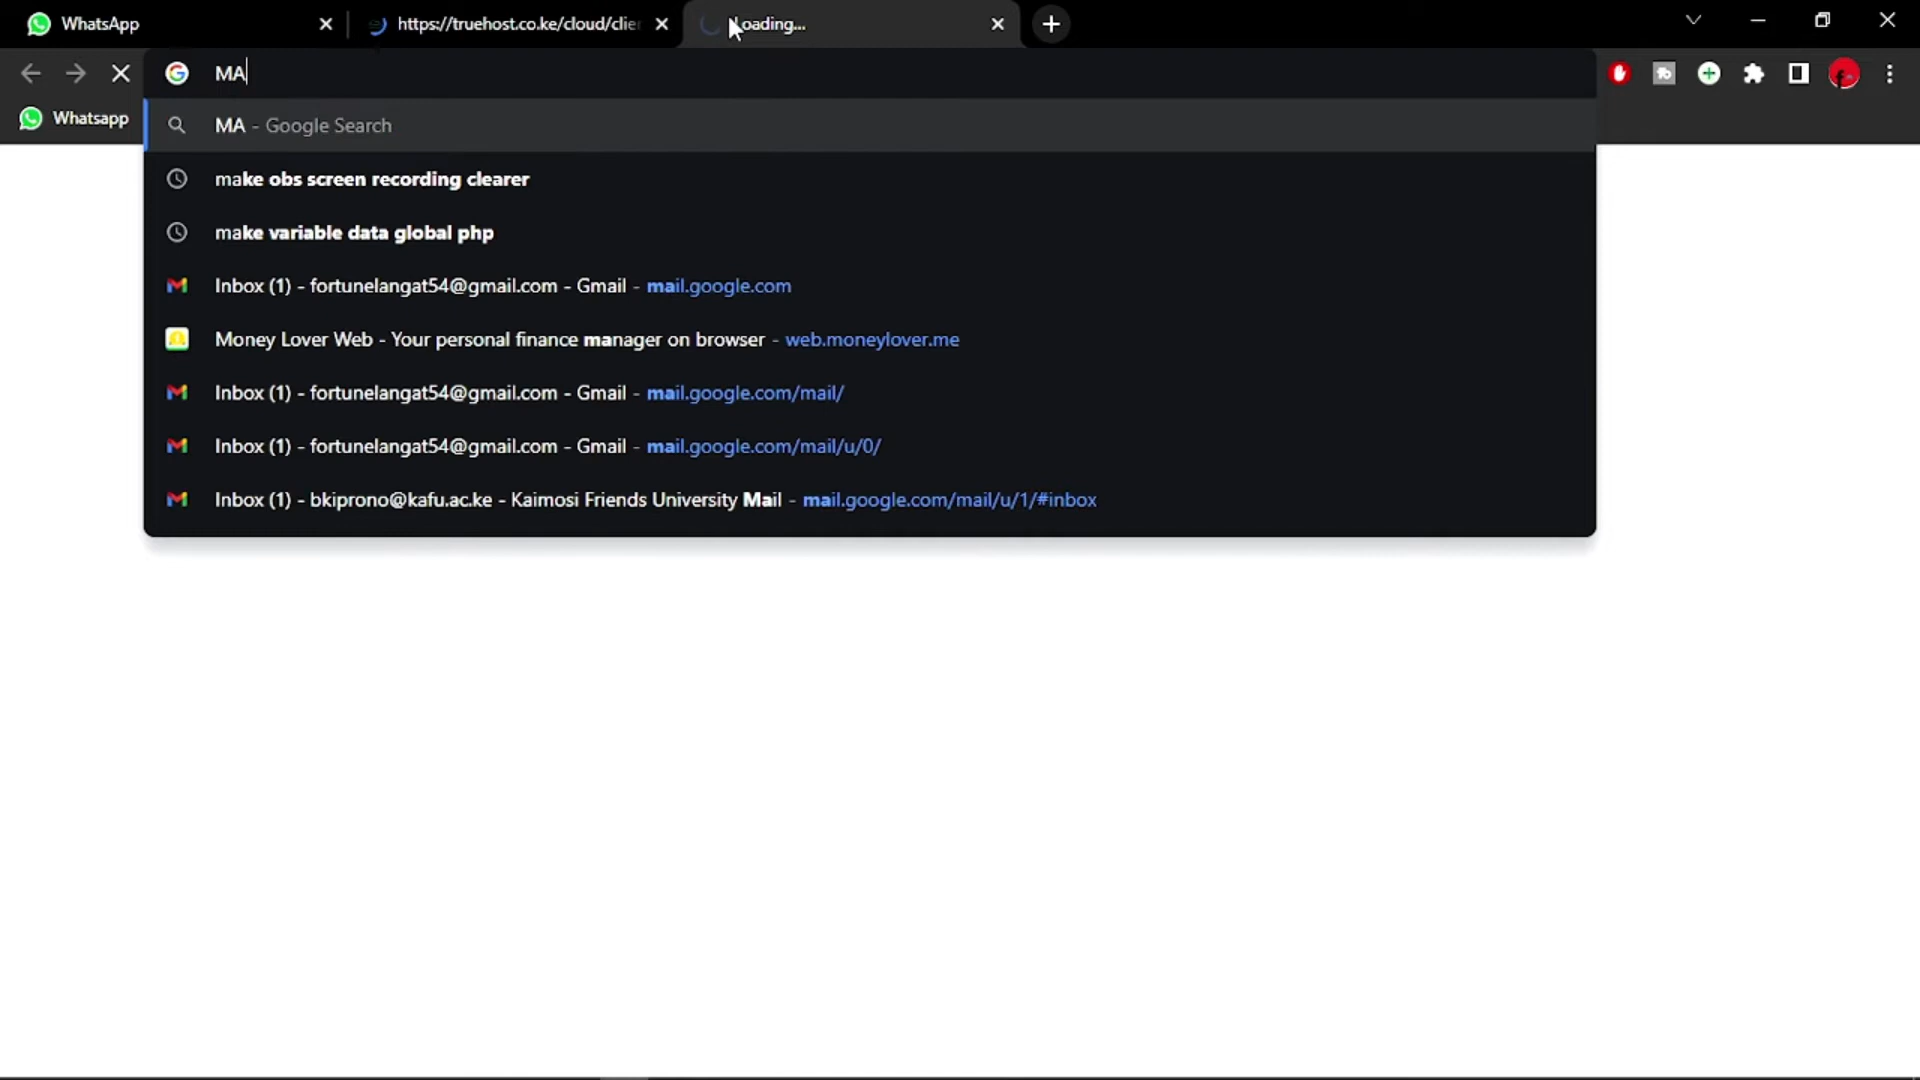 WhatsApp
https://truehost.co.ke/cloud/clie
Loading...
MA
Whatsapp
MA - Google Search
make obs screen recording clearer
make variable data global php
Inbox (1) - fortunelangat54@gmail.com - Gmail - mail.google.com
Money Lover Web - Your personal finance manager on browser - web.moneylover.me
Inbox (1) - fortunelangat54@gmail.com - Gmail - mail.google.com/mail/
Inbox (1) - fortunelangat54@gmail.com - Gmail - mail.google.com/mail/u/0/
Inbox (1) - bkiprono@kafu.ac.ke - Kaimosi Friends University Mail - mail.google.com/mail/u/1/#inbox